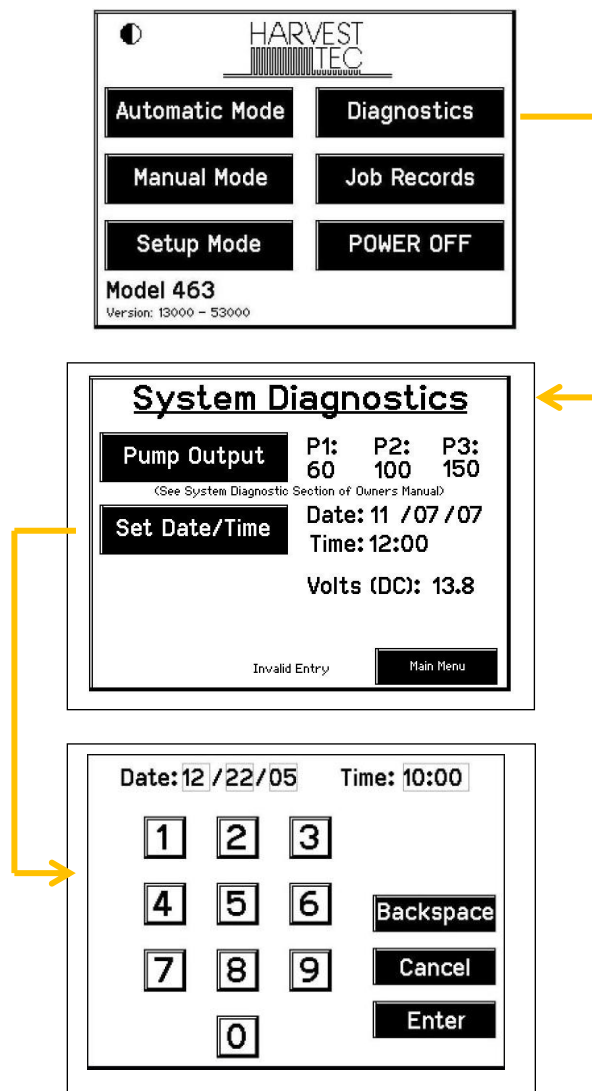 HARVEST
TEC
Automatic Mode Diagnostics
Manual Mode Job Records
Setup Mode POWER OFF
Model 463
Version: 13000 - 53000
System Diagnostics
Pump Output P1: P2: P3:
60 100 150
(See System Diagnostic Section of Owners Manual)
Set Date/Time Date: 11 /07 /07
Time: 12:00
Volts (DC): 13.8
Invalid Entry Main Menu
Date: 12 /22/05 Time: 10:00
1 2 3
4 5 6 Backspace
7 8 9 Cancel
0 Enter